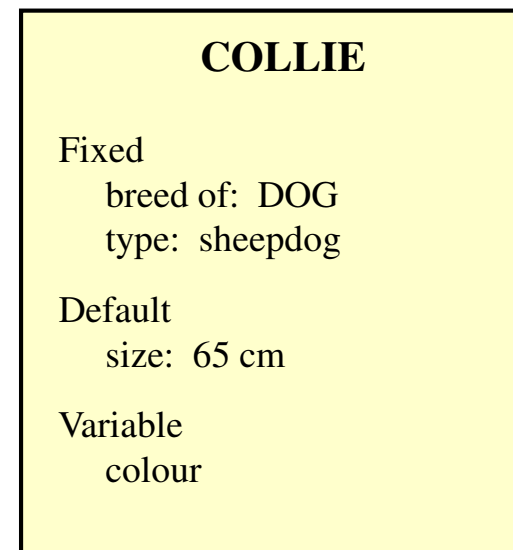 COLLIE
Fixed
breed of: DOG
type: sheepdog
Default
size: 65 cm
Variable
colour